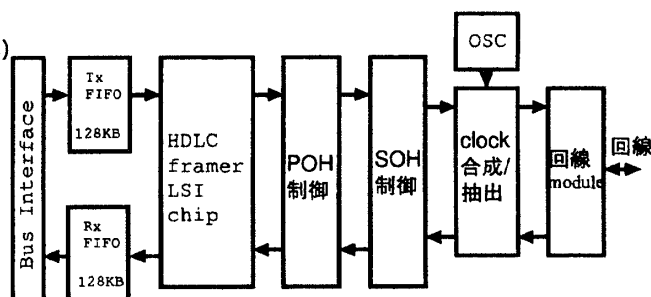 )
Bus Interface
Tx
FIFO
128KB
Rx
FIFO
128KB
HDLC
framer
LSI
chip
POH
制御
SOH
制御
OSC
clock
合成/
抽出
回線
module
回線